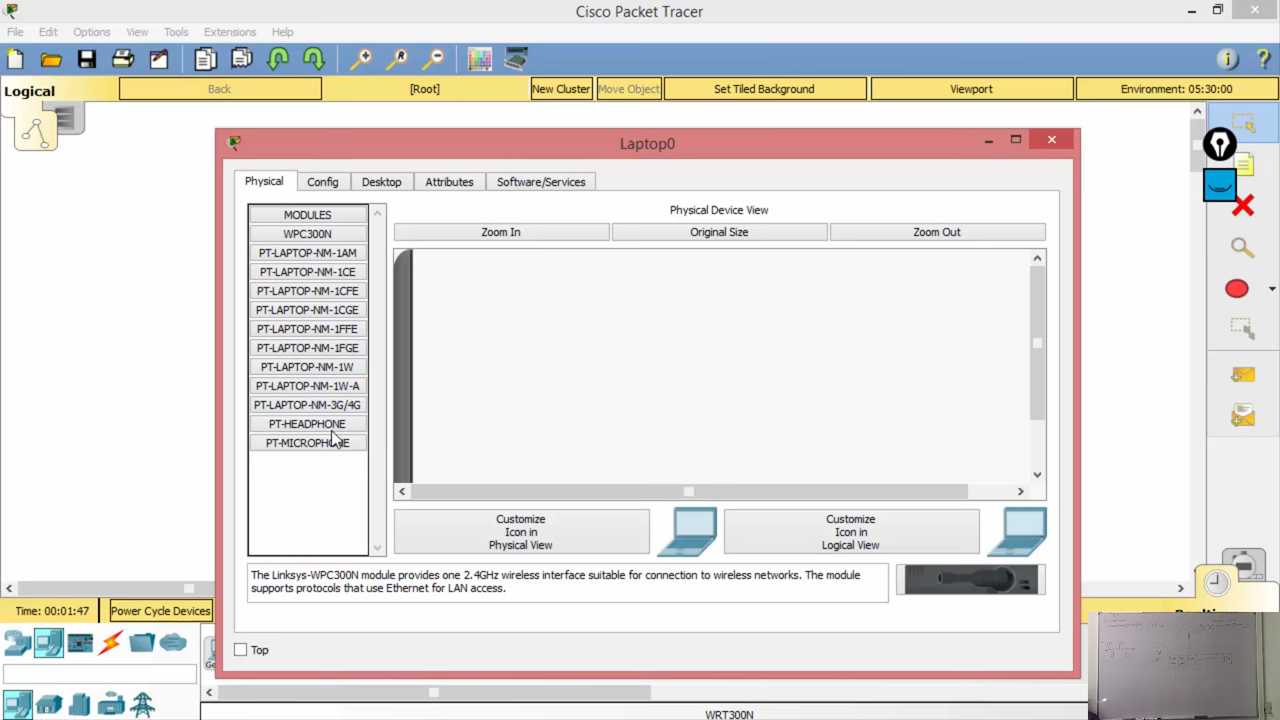 Cisco Packet Tracer
File Edit Options View Tools Extensions Help
Logical Back [Root] New Cluster Move Object Set Tiled Background Viewport Environment: 05:30:00
Laptop0
Physical Config Desktop Attributes Software/Services
MODULES
WPC300N
PT-LAPTOP-NM-1AM
PT-LAPTOP-NM-1CE
PT-LAPTOP-NM-1CFE
PT-LAPTOP-NM-1CGE
PT-LAPTOP-NM-1FFE
PT-LAPTOP-NM-1FGE
PT-LAPTOP-NM-1W
PT-LAPTOP-NM-1W-A
PT-LAPTOP-NM-3G/4G
PT-HEADPHONE
PT-MICROPHONE
Physical Device View
Zoom In Original Size Zoom Out
Customize
Icon in
Physical View
Customize
Icon in
Logical View
The Linksys-WPC300N module provides one 2.4GHz wireless interface suitable for connection to wireless networks. The module
supports protocols that use Ethernet for LAN access.
Top
Time: 00:01:47 Power Cycle Devices
WRT300N